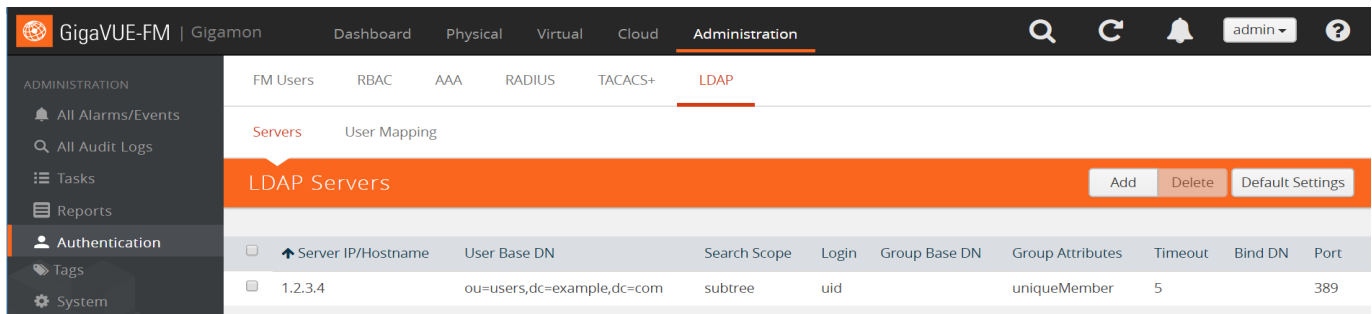 GigaVUE-FM | Gigamon Dashboard Physical Virtual Cloud Administration admin
ADMINISTRATION
All Alarms/Events
All Audit Logs
Tasks
Reports
Authentication
Tags
System
FM Users RBAC AAA RADIUS TACACS+ LDAP
Servers User Mapping
LDAP Servers Add Delete Default Settings
Server IP/Hostname User Base DN Search Scope Login Group Base DN Group Attributes Timeout Bind DN Port
1.2.3.4 ou=users,dc=example,dc=com subtree uid uniqueMember 5 389